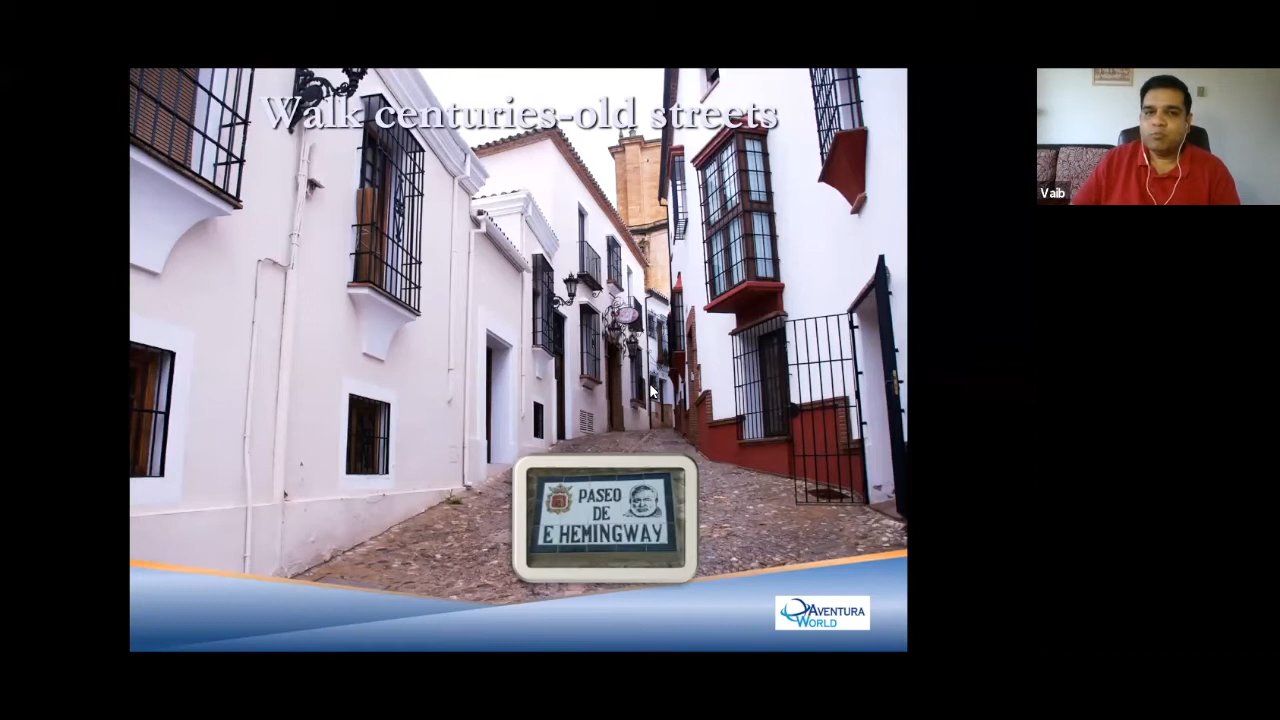 Walk centuries-old streets
Vaib
PASEO
DE
E HEMINGWAY
AVENTURA
WORLD